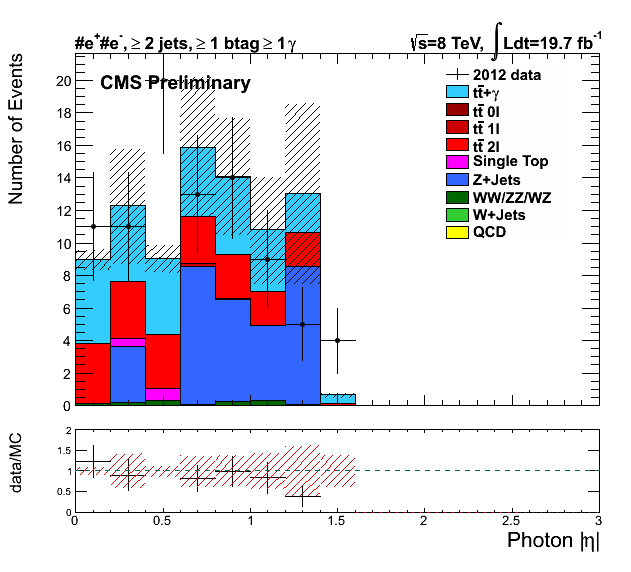 #e⁺#e⁻, ≥ 2 jets, ≥ 1 btag ≥ 1γ
√s=8 TeV, ∫ Ldt=19.7 fb⁻¹
CMS Preliminary
Number of Events
20
18
16
14
12
10
8
6
4
2
0
2012 data
tt̄+γ
tt̄ 0l
tt̄ 1l
tt̄ 2l
Single Top
Z+Jets
WW/ZZ/WZ
W+Jets
QCD
data/MC
2
1.5
1
0.5
0
0 0.5 1 1.5 2 2.5 3
Photon |η|